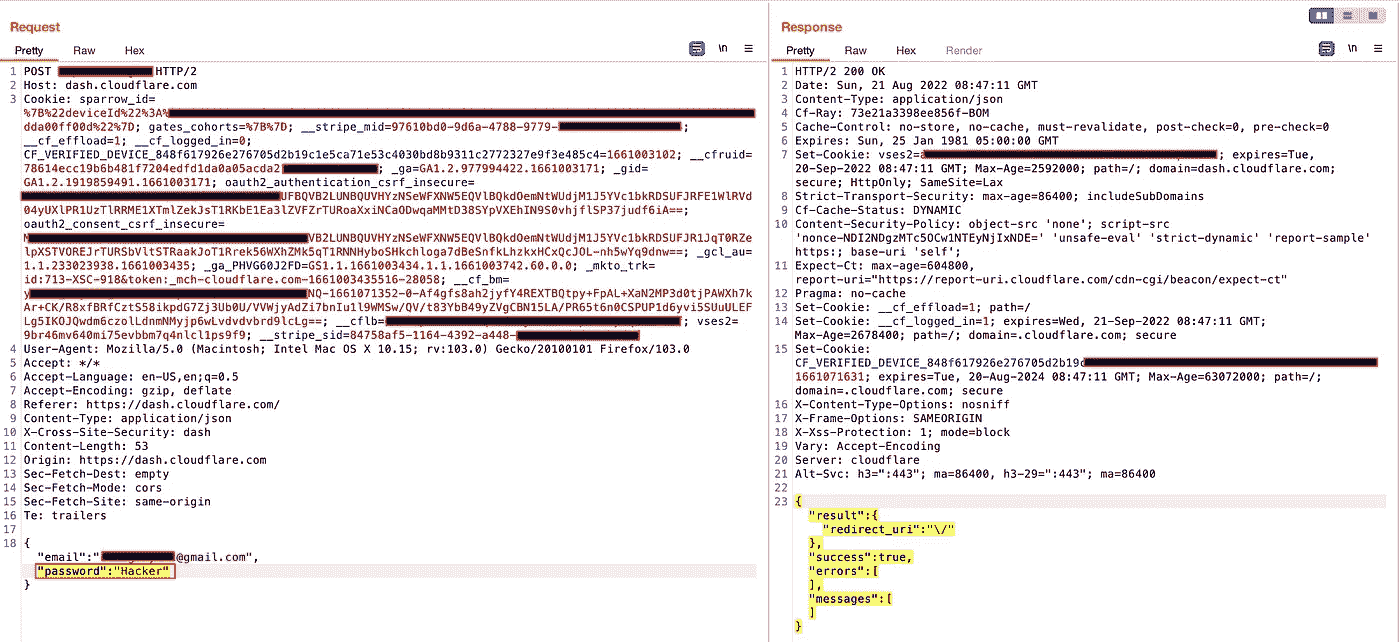 Request
Pretty Raw Hex
\n
1 POST HTTP/2
2 Host: dash.cloudflare.com
3 Cookie: sparrow_id=
%7B%22deviceId%22%3A%
dda00ff00d%22%7D; gates_cohorts=%7B%7D; __stripe_mid=97610bd0-9d6a-4788-9779- ;
__cf_effload=1; __cf_logged_in=0;
CF_VERIFIED_DEVICE_848f617926e276705d2b19c1e5ca71e53c4030bd8b9311c2772327e9f3e485c4=1661003102; __cfruid=
78614ecc19b6b481f7204edfd1da0a05acda2 ; _ga=GA1.2.977994422.1661003171; _gid=
GA1.2.1919859491.1661003171; oauth2_authentication_csrf_insecure=
UFBQVB2LUNBQUVHYzNSeWFXNW5EQVlBQkdOemNtWUdjM1J5YVc1bkRDSUFJRFE1WlRVd
04yUXlPR1UzTlRRME1XTmlZekJsT1RKbE1Ea3lZVFZrTURoaXxiNCaODwqaMMtD38SYpVXEhIN9S0vhjflSP37judf6iA==;
oauth2_consent_csrf_insecure=
M VB2LUNBQUVHYzNSeWFXNW5EQVlBQkdOemNtWUdjM1J5YVc1bkRDSUFJR1JqT0RZe
lpXSTVOREJrTURSbVltSTRaakJoT1Rrek56WXhZMk5qT1RNNHyboSHkchloga7dBeSnfkLhzkxHCxQcJOL-nh5wYq9dnw==; _gcl_au=
1.1.233023938.1661003435; _ga_PHVG60J2FD=GS1.1.1661003434.1.1.1661003742.60.0.0; _mkto_trk=
id:713-XSC-918&token:_mch-cloudflare.com-1661003435516-28058; __cf_bm=
y NQ-1661071352-0-Af4gfs8ah2jyfY4REXTBQtpy+FpAL+XaN2MP3d0tjPAWXh7k
Ar+CK/R8xfBRfCztS58ikpdG7Zj3Ub0U/VVWjyAdZi7bnIu1l9WMSw/QV/t83YbB49yZVgCBN15LA/PR65t6n0CSPUP1d6yvi5SUuULEF
Lg5IKOJQwdm6czolLdnmNMyjp6wLvdvdvbrd9lcLg==; __cflb= ; vses2=
9br46mv640mi75evbbm7q4nlcl1ps9f9; __stripe_sid=84758af5-1164-4392-a448-
4 User-Agent: Mozilla/5.0 (Macintosh; Intel Mac OS X 10.15; rv:103.0) Gecko/20100101 Firefox/103.0
5 Accept: */*
6 Accept-Language: en-US,en;q=0.5
7 Accept-Encoding: gzip, deflate
8 Referer: https://dash.cloudflare.com/
9 Content-Type: application/json
10 X-Cross-Site-Security: dash
11 Content-Length: 53
12 Origin: https://dash.cloudflare.com
13 Sec-Fetch-Dest: empty
14 Sec-Fetch-Mode: cors
15 Sec-Fetch-Site: same-origin
16 Te: trailers
17
18 {
"email":" @gmail.com",
"password":"Hacker"
}
Response
Pretty Raw Hex Render
\n
1 HTTP/2 200 OK
2 Date: Sun, 21 Aug 2022 08:47:11 GMT
3 Content-Type: application/json
4 Cf-Ray: 73e21a3398ee856f-BOM
5 Cache-Control: no-store, no-cache, must-revalidate, post-check=0, pre-check=0
6 Expires: Sun, 25 Jan 1981 05:00:00 GMT
7 Set-Cookie: vses2= ; expires=Tue,
20-Sep-2022 08:47:11 GMT; Max-Age=2592000; path=/; domain=dash.cloudflare.com;
secure; HttpOnly; SameSite=Lax
8 Strict-Transport-Security: max-age=86400; includeSubDomains
9 Cf-Cache-Status: DYNAMIC
10 Content-Security-Policy: object-src 'none'; script-src
'nonce-NDI2NDgzMTc5OCw1NTEyNjIxNDE=' 'unsafe-eval' 'strict-dynamic' 'report-sample'
https:; base-uri 'self';
11 Expect-Ct: max-age=604800,
report-uri="https://report-uri.cloudflare.com/cdn-cgi/beacon/expect-ct"
12 Pragma: no-cache
13 Set-Cookie: __cf_effload=1; path=/
14 Set-Cookie: __cf_logged_in=1; expires=Wed, 21-Sep-2022 08:47:11 GMT;
Max-Age=2678400; path=/; domain=.cloudflare.com; secure
15 Set-Cookie:
CF_VERIFIED_DEVICE_848f617926e276705d2b19c
1661071631; expires=Tue, 20-Aug-2024 08:47:11 GMT; Max-Age=63072000; path=/;
domain=.cloudflare.com; secure
16 X-Content-Type-Options: nosniff
17 X-Frame-Options: SAMEORIGIN
18 X-Xss-Protection: 1; mode=block
19 Vary: Accept-Encoding
20 Server: cloudflare
21 Alt-Svc: h3=":443"; ma=86400, h3-29=":443"; ma=86400
22
23 {
"result":{
"redirect_uri":"\/"
},
"success":true,
"errors":[
],
"messages":[
]
}